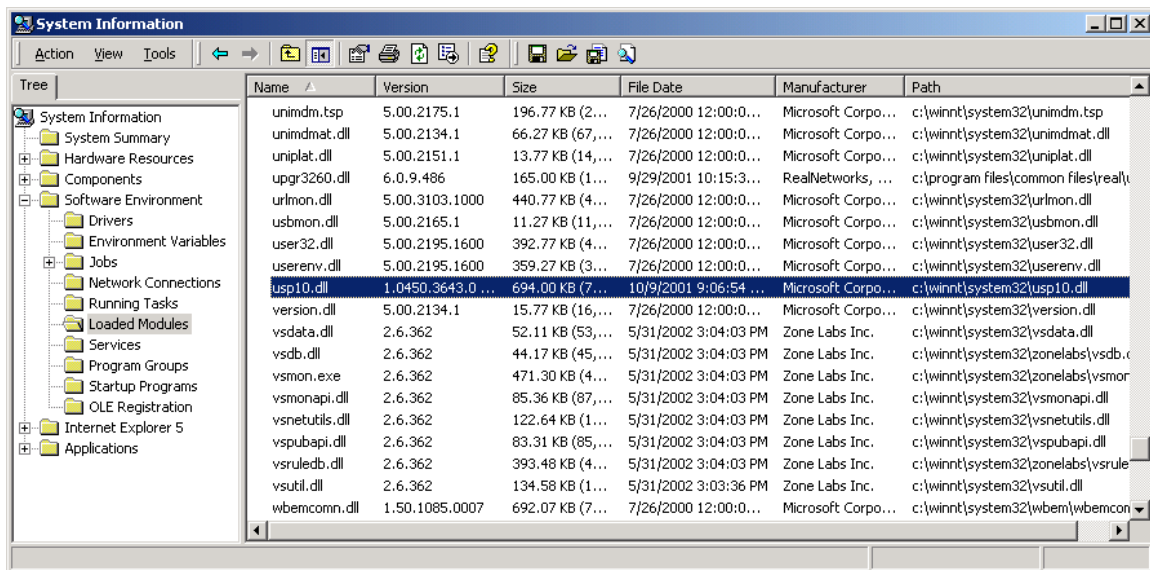 System Information
Action View Tools
Tree
System Information
System Summary
Hardware Resources
Components
Software Environment
Drivers
Environment Variables
Jobs
Network Connections
Running Tasks
Loaded Modules
Services
Program Groups
Startup Programs
OLE Registration
Internet Explorer 5
Applications
Name Version Size File Date Manufacturer Path
unimdm.tsp 5.00.2175.1 196.77 KB (2... 7/26/2000 12:00:0... Microsoft Corpo... c:\winnt\system32\unimdm.tsp
unimdmat.dll 5.00.2134.1 66.27 KB (67,... 7/26/2000 12:00:0... Microsoft Corpo... c:\winnt\system32\unimdmat.dll
uniplat.dll 5.00.2151.1 13.77 KB (14,... 7/26/2000 12:00:0... Microsoft Corpo... c:\winnt\system32\uniplat.dll
upgr3260.dll 6.0.9.486 165.00 KB (1... 9/29/2001 10:15:3... RealNetworks, ... c:\program files\common files\real\
urlmon.dll 5.00.3103.1000 440.77 KB (4... 7/26/2000 12:00:0... Microsoft Corpo... c:\winnt\system32\urlmon.dll
usbmon.dll 5.00.2165.1 11.27 KB (11,... 7/26/2000 12:00:0... Microsoft Corpo... c:\winnt\system32\usbmon.dll
user32.dll 5.00.2195.1600 392.77 KB (4... 7/26/2000 12:00:0... Microsoft Corpo... c:\winnt\system32\user32.dll
userenv.dll 5.00.2195.1600 359.27 KB (3... 7/26/2000 12:00:0... Microsoft Corpo... c:\winnt\system32\userenv.dll
usp10.dll 1.0450.3643.0 ... 694.00 KB (7... 10/9/2001 9:06:54 ... Microsoft Corpo... c:\winnt\system32\usp10.dll
version.dll 5.00.2134.1 15.77 KB (16,... 7/26/2000 12:00:0... Microsoft Corpo... c:\winnt\system32\version.dll
vsdata.dll 2.6.362 52.11 KB (53,... 5/31/2002 3:04:03 PM Zone Labs Inc. c:\winnt\system32\vsdata.dll
vsdb.dll 2.6.362 44.17 KB (45,... 5/31/2002 3:04:03 PM Zone Labs Inc. c:\winnt\system32\zonelabs\vsdb.
vsmon.exe 2.6.362 471.30 KB (4... 5/31/2002 3:04:03 PM Zone Labs Inc. c:\winnt\system32\zonelabs\vsmon
vsmonapi.dll 2.6.362 85.36 KB (87,... 5/31/2002 3:04:03 PM Zone Labs Inc. c:\winnt\system32\vsmonapi.dll
vsnetutils.dll 2.6.362 122.64 KB (1... 5/31/2002 3:04:03 PM Zone Labs Inc. c:\winnt\system32\vsnetutils.dll
vspubapi.dll 2.6.362 83.31 KB (85,... 5/31/2002 3:04:03 PM Zone Labs Inc. c:\winnt\system32\vspubapi.dll
vsruledb.dll 2.6.362 393.48 KB (4... 5/31/2002 3:04:03 PM Zone Labs Inc. c:\winnt\system32\zonelabs\vsrule
vsutil.dll 2.6.362 134.58 KB (1... 5/31/2002 3:03:36 PM Zone Labs Inc. c:\winnt\system32\vsutil.dll
wbemcomn.dll 1.50.1085.0007 692.07 KB (7... 7/26/2000 12:00:0... Microsoft Corpo... c:\winnt\system32\wbem\wbemcon